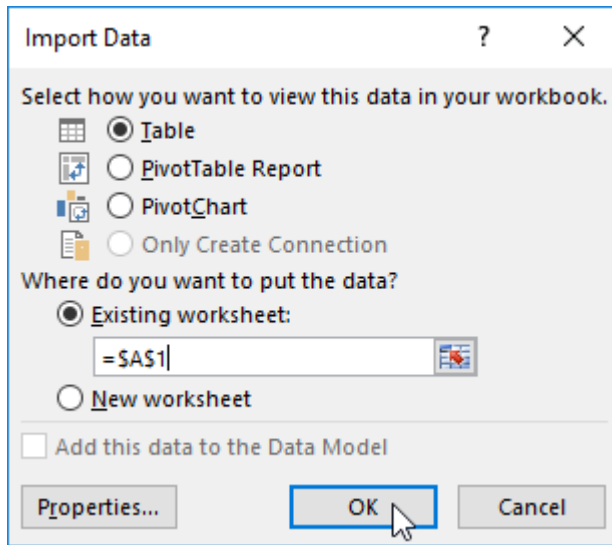 Import Data ?
Select how you want to view this data in your workbook.
Table
PivotTable Report
PivotChart
Only Create Connection
Where do you want to put the data?
Existing worksheet:
=$A$1
New worksheet
Add this data to the Data Model
Properties... OK Cancel